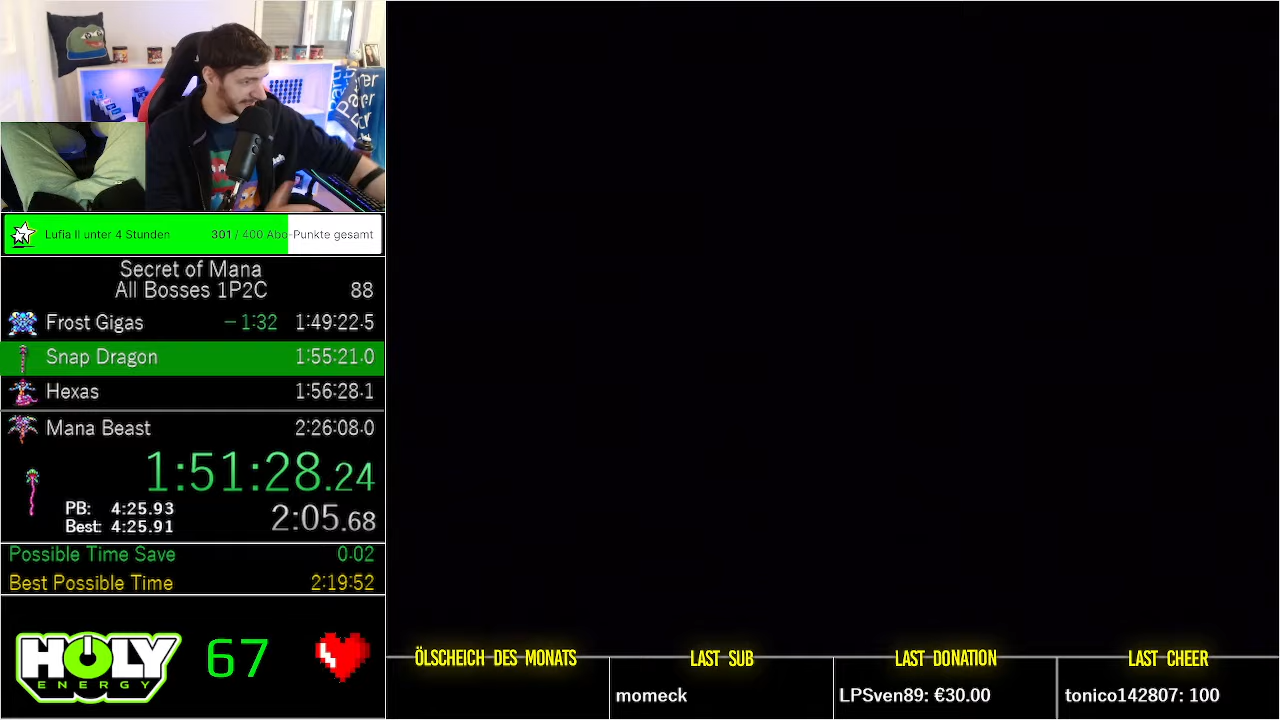 Lufia II unter 4 Stunden 301 / 400 Abo-Punkte gesamt
Secret of Mana
All Bosses 1P2C 88
Frost Gigas −1:32 1:49:22.5
Snap Dragon 1:55:21.0
Hexas 1:56:28.1
Mana Beast 2:26:08.0
1:51:28.24
PB: 4:25.93
Best: 4:25.91
2:05.68
Possible Time Save 0.02
Best Possible Time 2:19:52
HOLY
ENERGY
67
ÖLSCHEICH DES MONATS
LAST SUB
momeck
LAST DONATION
LPSven89: €30.00
LAST CHEER
tonico142807: 100